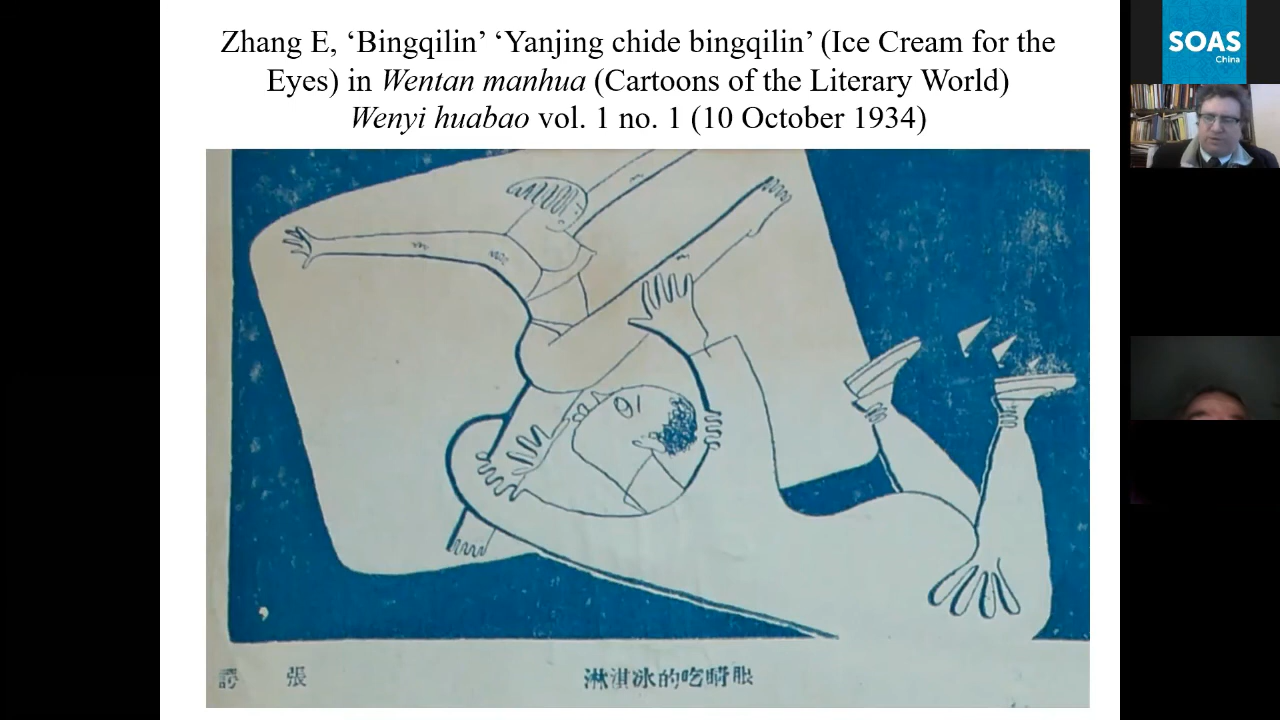 Zhang E, ‘Bingqilin’ ‘Yanjing chide bingqilin’ (Ice Cream for the
Eyes) in Wentan manhua (Cartoons of the Literary World)
Wenyi huabao vol. 1 no. 1 (10 October 1934)
SOAS
China
眼睛吃的冰淇淋
張諤